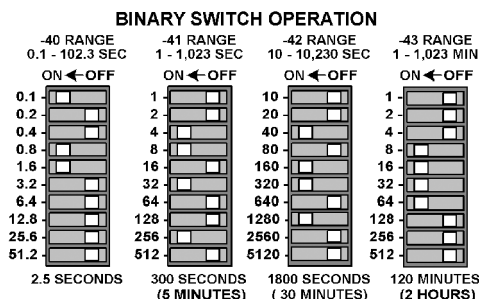 BINARY SWITCH OPERATION
-40 RANGE
0.1 - 102.3 SEC
ON ← OFF
0.1
0.2
0.4
0.8
1.6
3.2
6.4
12.8
25.6
51.2
2.5 SECONDS
-41 RANGE
1 - 1,023 SEC
ON ← OFF
1
2
4
8
16
32
64
128
256
512
300 SECONDS
(5 MINUTES)
-42 RANGE
10 - 10,230 SEC
ON ← OFF
10
20
40
80
160
320
640
1280
2560
5120
1800 SECONDS
( 30 MINUTES)
-43 RANGE
1 - 1,023 MIN
ON ← OFF
1
2
4
8
16
32
64
128
256
512
120 MINUTES
(2 HOURS)